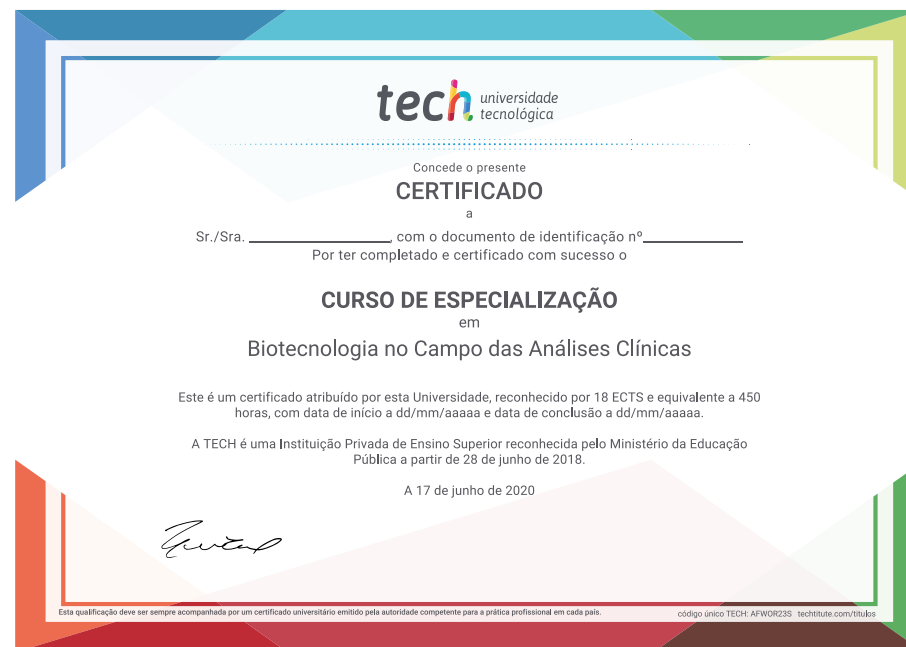 tech universidade
tecnológica
Concede o presente
CERTIFICADO
a
Sr./Sra. , com o documento de identificação nº
Por ter completado e certificado com sucesso o
CURSO DE ESPECIALIZAÇÃO
em
Biotecnologia no Campo das Análises Clínicas
Este é um certificado atribuído por esta Universidade, reconhecido por 18 ECTS e equivalente a 450
horas, com data de início a dd/mm/aaaaa e data de conclusão a dd/mm/aaaaa.
A TECH é uma Instituição Privada de Ensino Superior reconhecida pelo Ministério da Educação
Pública a partir de 28 de junho de 2018.
A 17 de junho de 2020
Esta qualificação deve ser sempre acompanhada por um certificado universitário emitido pela autoridade competente para a prática profissional em cada país.
código único TECH: AFWOR23S techtitute.com/titulos